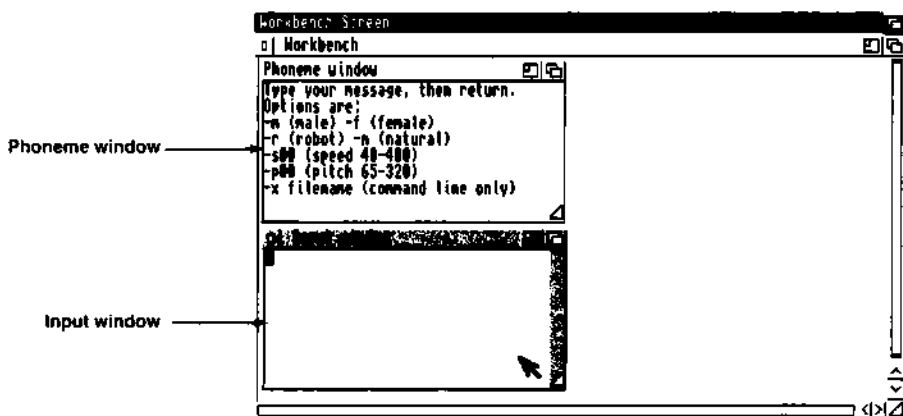 Workbench Screen
Workbench
Phoneme window
Type your message, then return.
Options are:
-m (male) -f (female)
-r (robot) -n (natural)
-s## (speed 40-400)
-p## (pitch 65-320)
-x filename (command line only)
Phoneme window
Input window